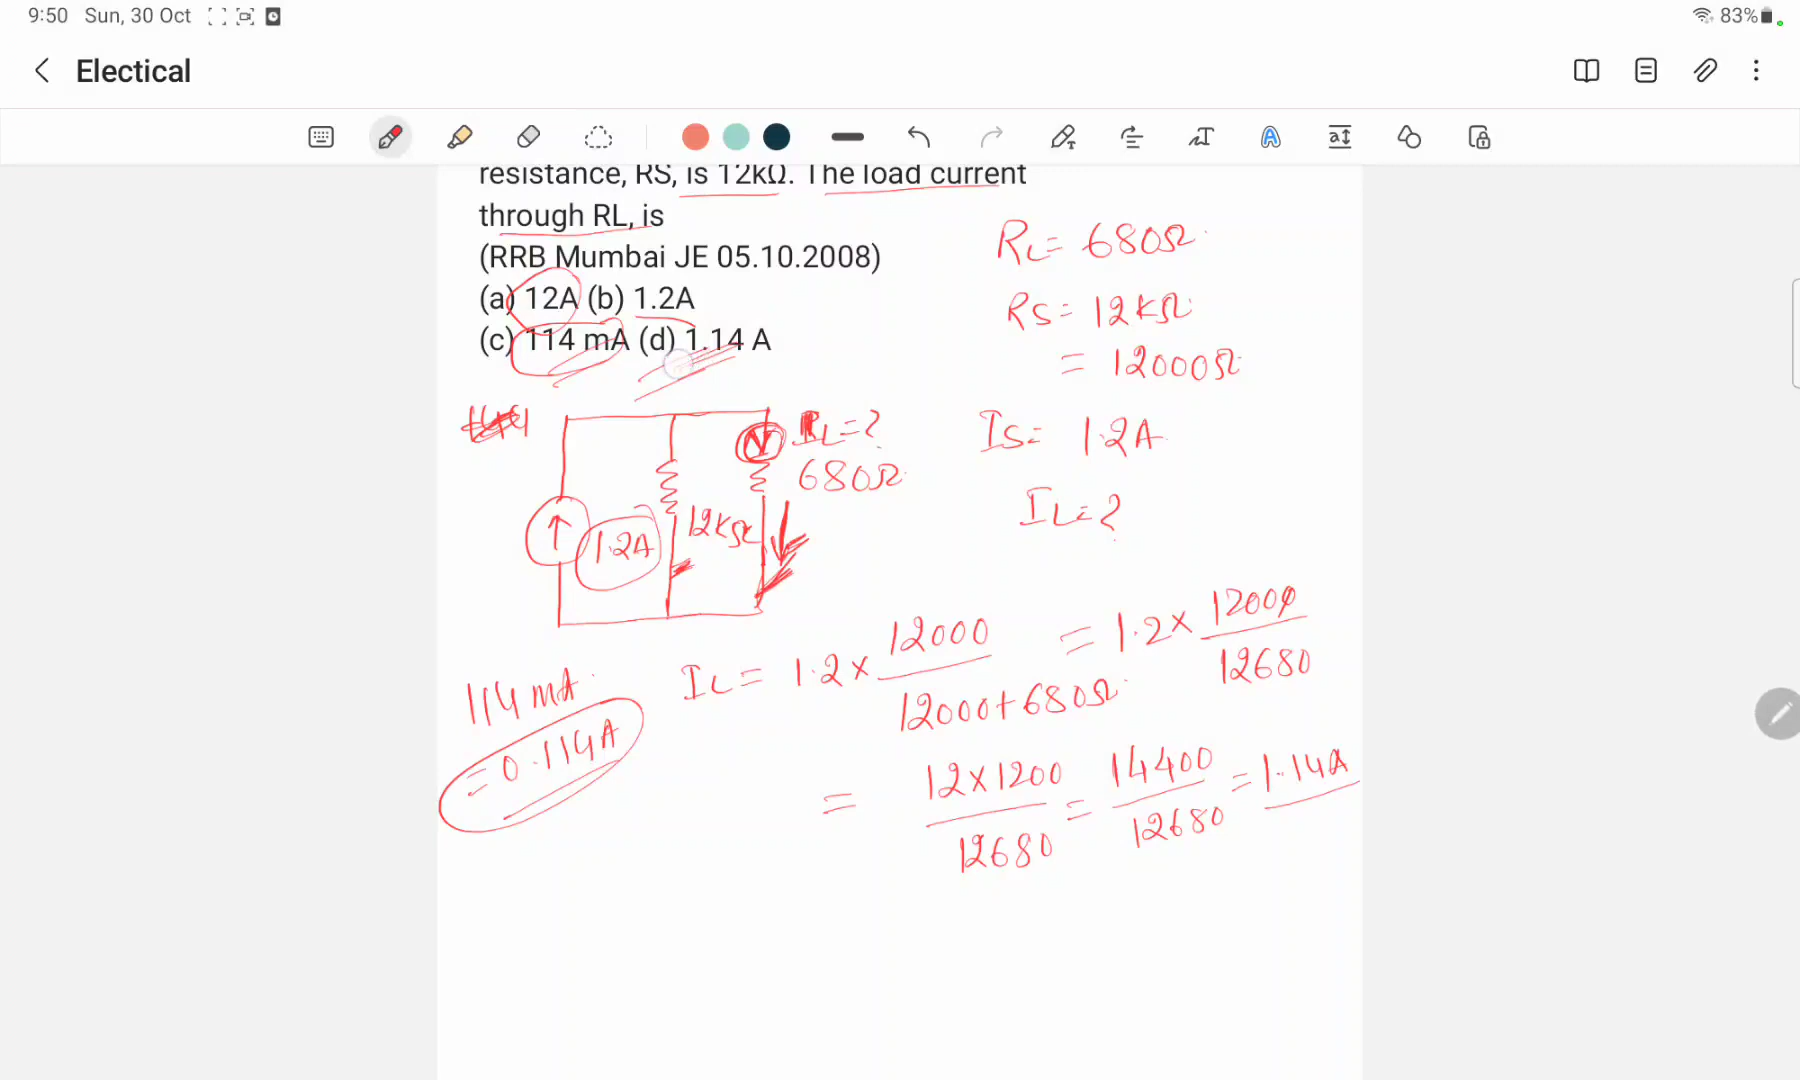 9:50 Sun, 30 Oct
83%
Electical
resistance, RS, is 12kΩ. The load current
through RL, is
(RRB Mumbai JE 05.10.2008)
(a) 12A (b) 1.2A
(c) 114 mA (d) 1.14 A
RL= 680Ω
RS= 12KΩ
= 12000Ω
IS= 1.2A
IL=?
RL=?
680Ω
1.2A
12KΩ
IL= 1.2× 12000 / 12000+680Ω = 1.2× 12000 / 12680
= 12×1200 / 12680 = 14400 / 12680 = 1.14A
114mA
= 0.114A